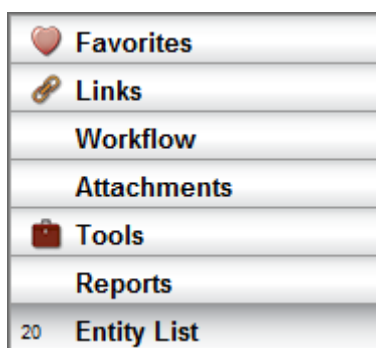 Favorites
Links
Workflow
Attachments
Tools
Reports
20 Entity List